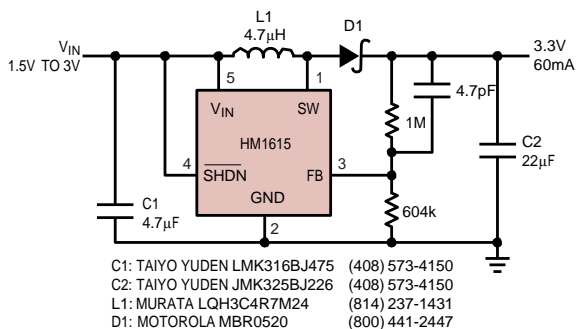 L1
4.7µH
D1
VIN
1.5V TO 3V
3.3V
60mA
5
1
VIN
SW
4.7pF
1M
HM1615
C2
22µF
4
SHDN
FB
3
GND
C1
4.7µF
2
604k
C1: TAIYO YUDEN LMK316BJ475 (408) 573-4150
C2: TAIYO YUDEN JMK325BJ226 (408) 573-4150
L1: MURATA LQH3C4R7M24 (814) 237-1431
D1: MOTOROLA MBR0520 (800) 441-2447